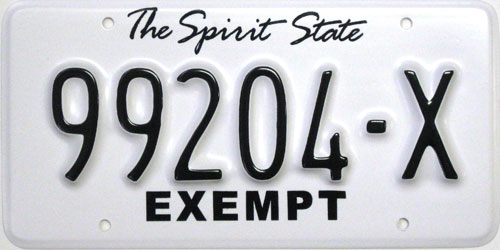 The Spirit State
99204-X
EXEMPT